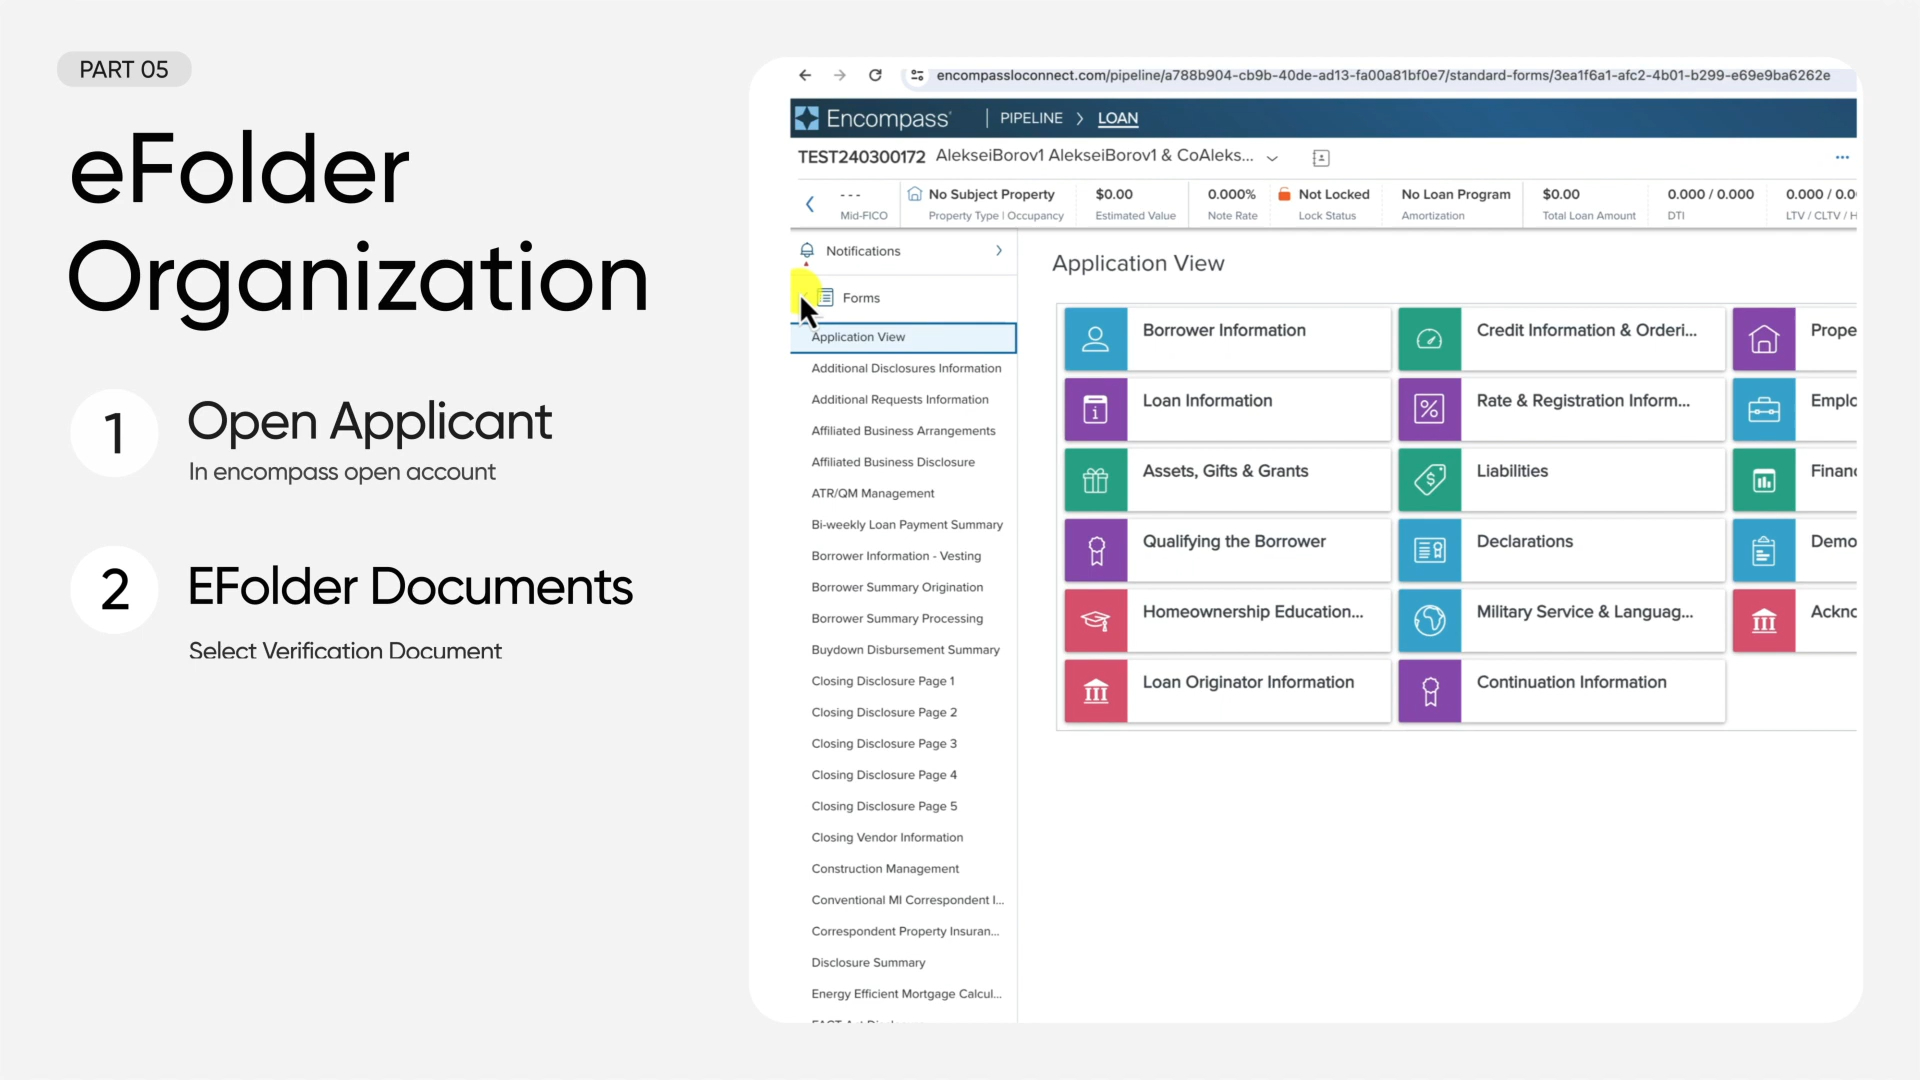 PART 05
eFolder
Organization
1
Open Applicant
In encompass open account
2
EFolder Documents
Select Verification Document
encompassloconnect.com/pipeline/a788b904-cb9b-40de-ad13-fa00a81bf0e7/standard-forms/3ea1f6a1-afc2-4b01-b299-e69e9ba6262e
Encompass
PIPELINE > LOAN
TEST240300172 AlekseiBorov1 AlekseiBorov1 & CoAleks...
--- No Subject Property $0.00 0.000% Not Locked No Loan Program $0.00 0.000 / 0.000 0.000 / 0.0
Mid-FICO Property Type | Occupancy Estimated Value Note Rate Lock Status Amortization Total Loan Amount DTI LTV / CLTV / H
Notifications
Forms
Application View
Additional Disclosures Information
Additional Requests Information
Affiliated Business Arrangements
Affiliated Business Disclosure
ATR/QM Management
Bi-weekly Loan Payment Summary
Borrower Information - Vesting
Borrower Summary Origination
Borrower Summary Processing
Buydown Disbursement Summary
Closing Disclosure Page 1
Closing Disclosure Page 2
Closing Disclosure Page 3
Closing Disclosure Page 4
Closing Disclosure Page 5
Closing Vendor Information
Construction Management
Conventional MI Correspondent I...
Correspondent Property Insuran...
Disclosure Summary
Energy Efficient Mortgage Calcul...
Application View
Borrower Information
Credit Information & Orderi...
Prope
Loan Information
Rate & Registration Inform...
Emplo
Assets, Gifts & Grants
Liabilities
Financ
Qualifying the Borrower
Declarations
Demo
Homeownership Education...
Military Service & Languag...
Ackno
Loan Originator Information
Continuation Information